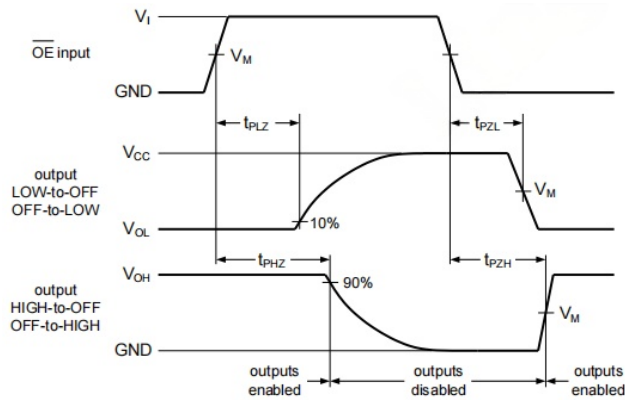 V_I
OE input
V_M
GND
t_PLZ
t_PZL
V_CC
output
LOW-to-OFF
OFF-to-LOW
V_M
V_OL
10%
t_PHZ
t_PZH
V_OH
90%
output
HIGH-to-OFF
OFF-to-HIGH
V_M
GND
outputs
enabled
outputs
disabled
outputs
enabled